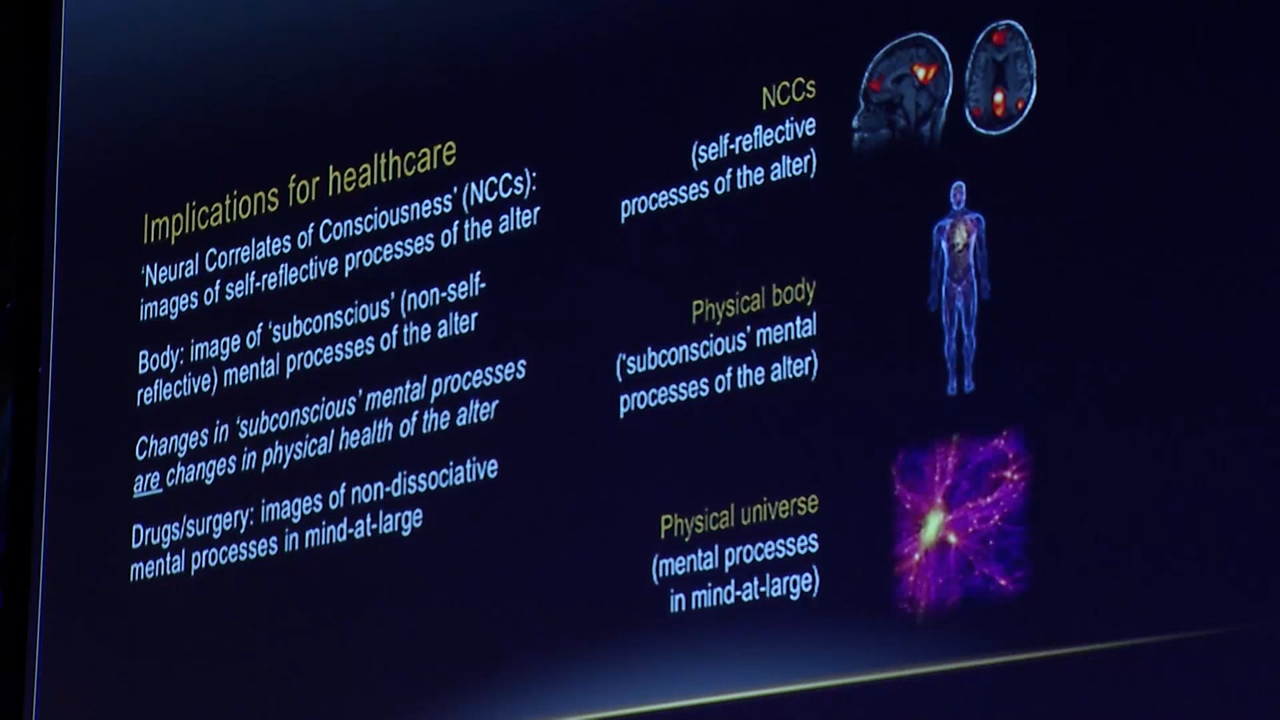 Implications for healthcare
‘Neural Correlates of Consciousness’ (NCCs):
images of self-reflective processes of the alter
Body: image of ‘subconscious’ (non-self-
reflective) mental processes of the alter
Changes in ‘subconscious’ mental processes
are changes in physical health of the alter
Drugs/surgery: images of non-dissociative
mental processes in mind-at-large
NCCs
(self-reflective
processes of the alter)
Physical body
(‘subconscious’ mental
processes of the alter)
Physical universe
(mental processes
in mind-at-large)